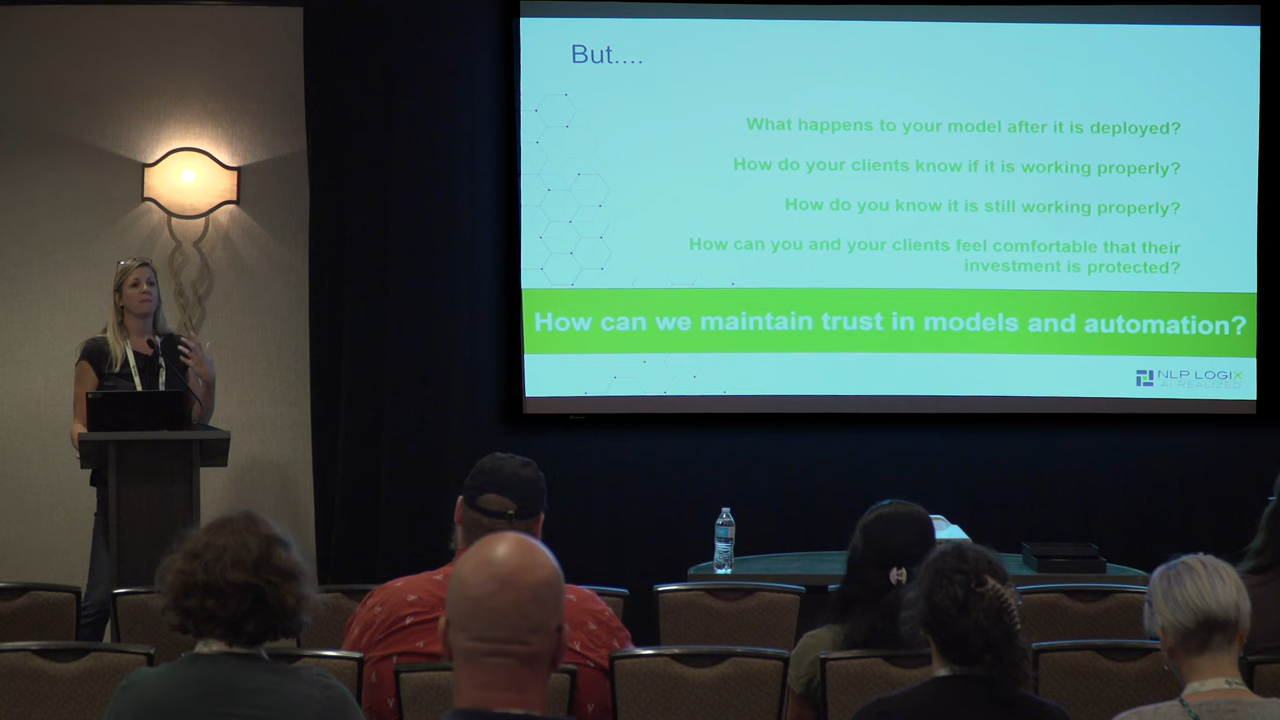 But....
What happens to your model after it is deployed?
How do your clients know if it is working properly?
How do you know it is still working properly?
How can you and your clients feel comfortable that their
investment is protected?
How can we maintain trust in models and automation?
NLP LOGIX
AI REALIZED